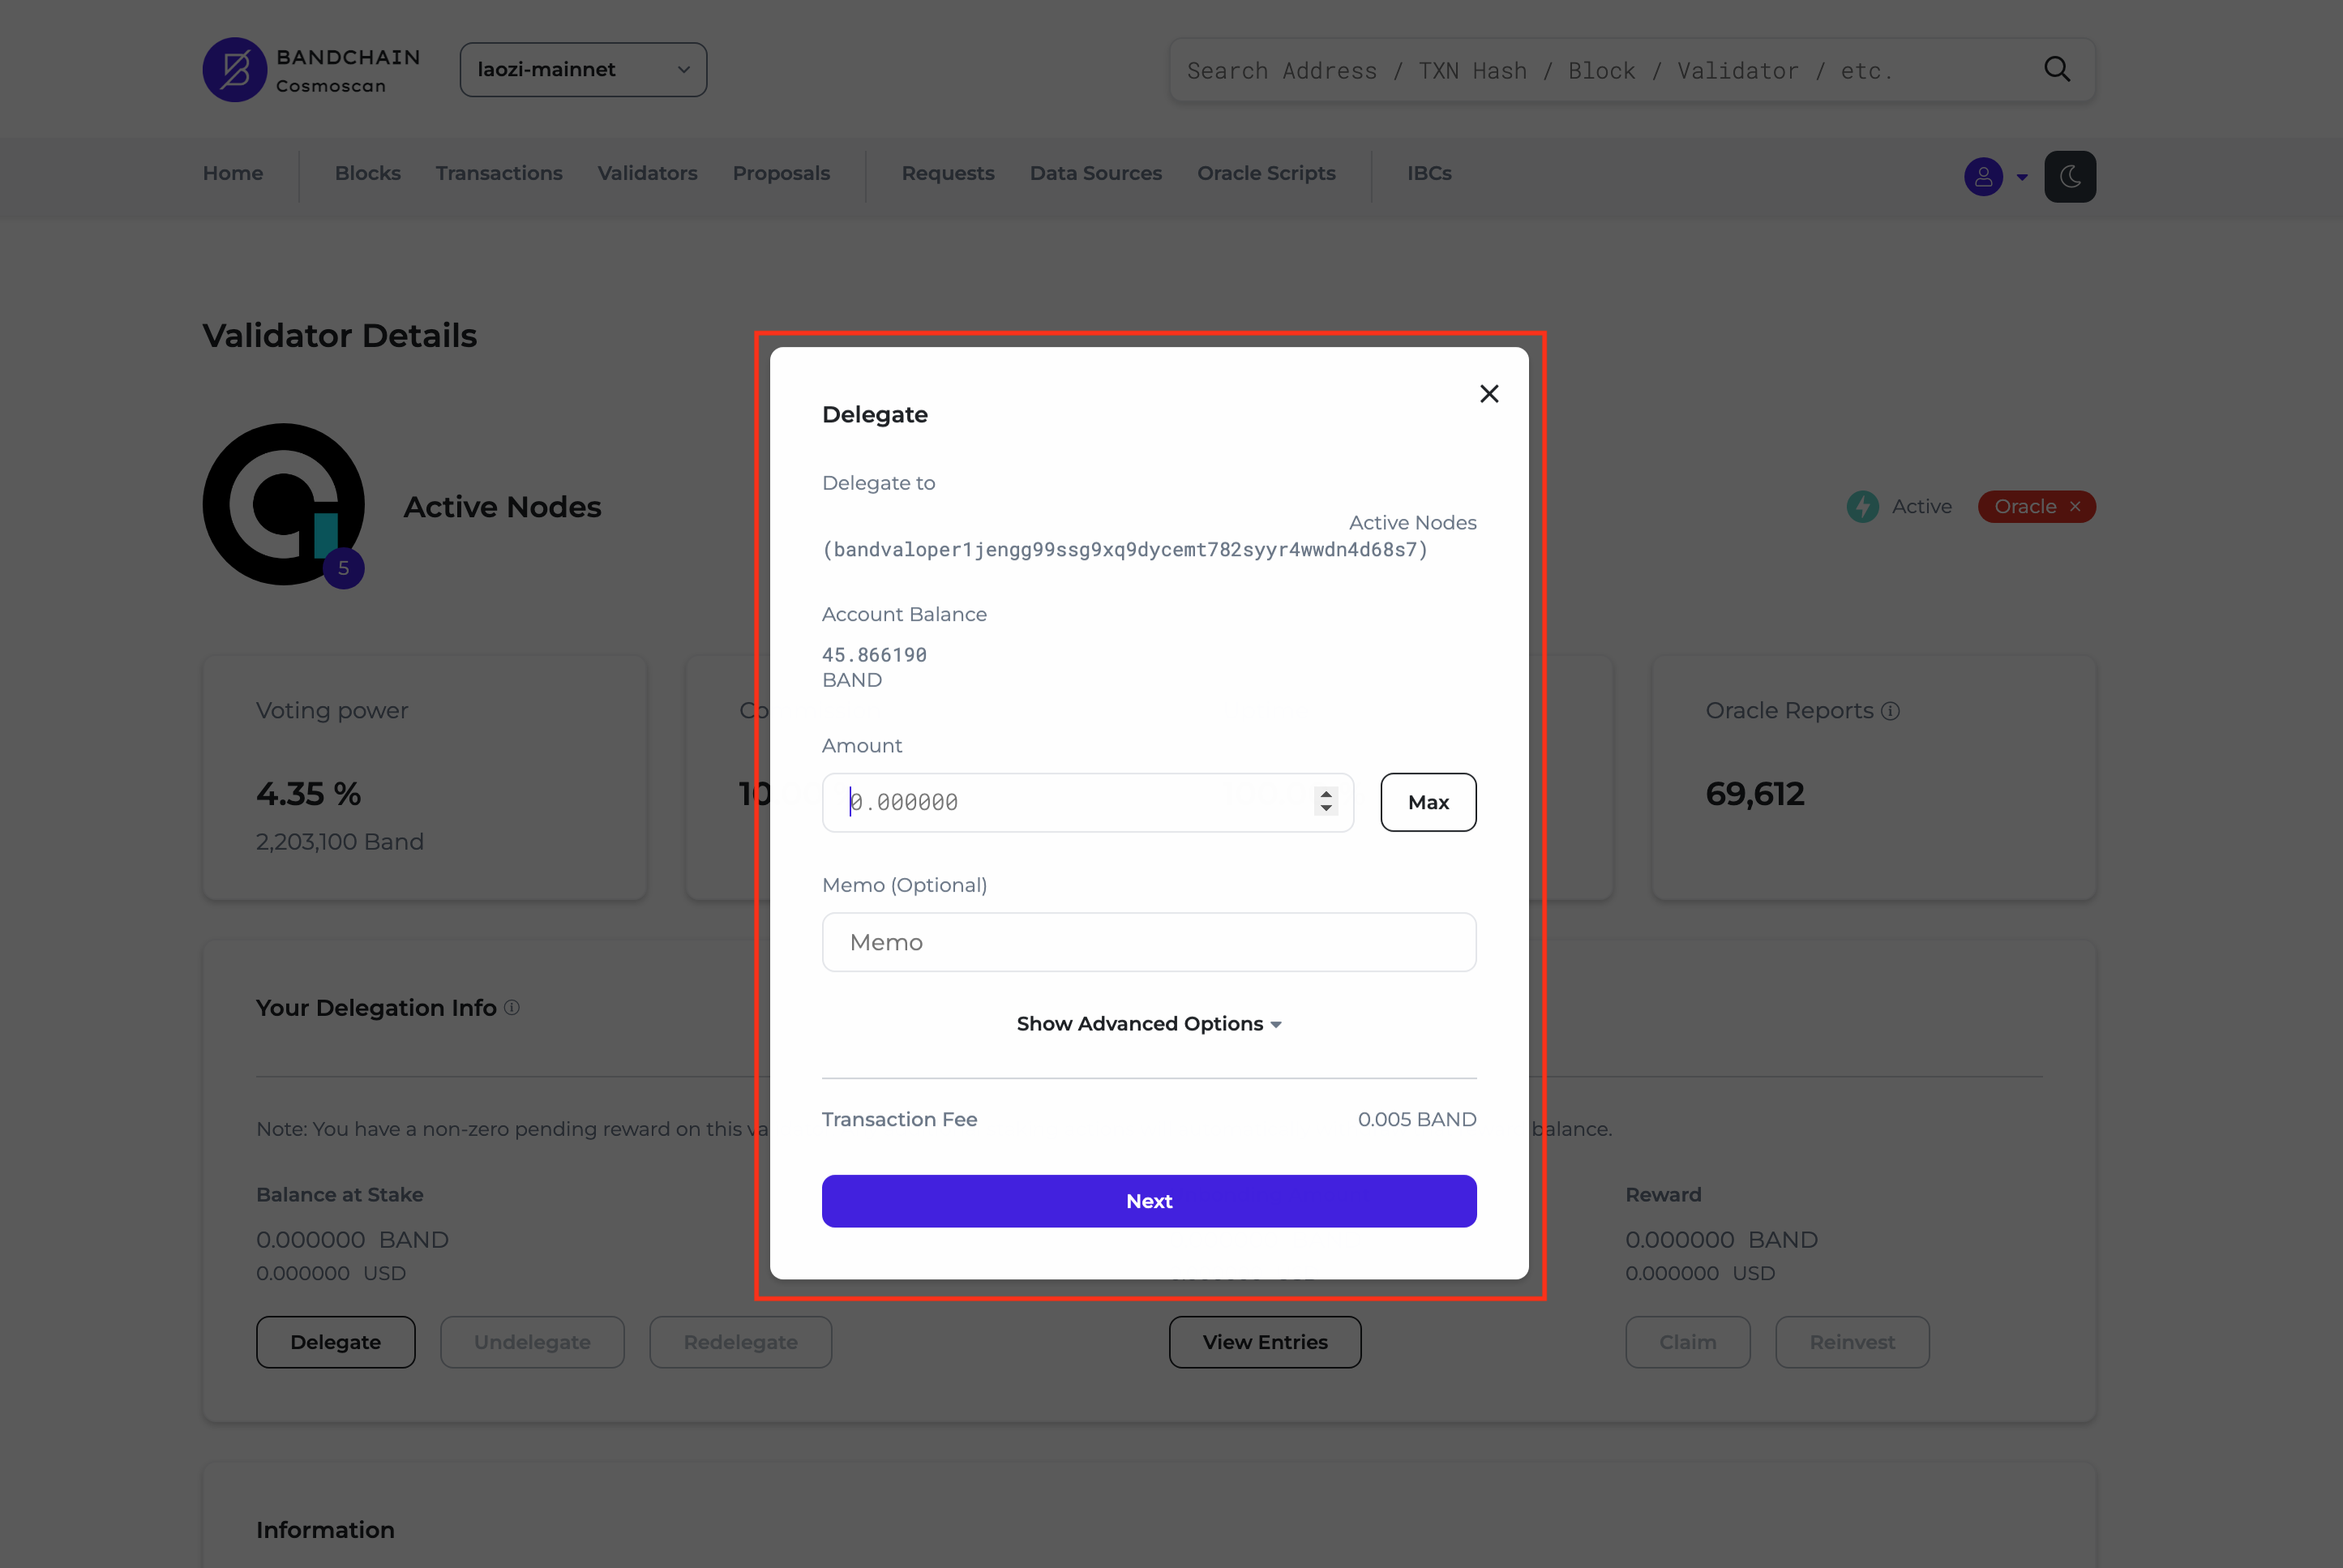 BANDCHAIN
Cosmoscan
laozi-mainnet
Search Address / TXN Hash / Block / Validator / etc.
Home
Blocks
Transactions
Validators
Proposals
Requests
Data Sources
Oracle Scripts
IBCs
Validator Details
5
Active Nodes
Active
Oracle
Voting power
4.35 %
2,203,100 Band
Oracle Reports
69,612
Your Delegation Info
Note: You have a non-zero pending reward on this
balance.
Balance at Stake
0.000000 BAND
0.000000 USD
Delegate
Undelegate
Redelegate
View Entries
Reward
0.000000 BAND
0.000000 USD
Claim
Reinvest
Information
Delegate
Delegate to
Active Nodes
(bandvaloper1jengg99ssg9xq9dycemt782syyr4wwdn4d68s7)
Account Balance
45.866190
BAND
Amount
0.000000
Max
Memo (Optional)
Memo
Show Advanced Options
Transaction Fee
0.005 BAND
Next